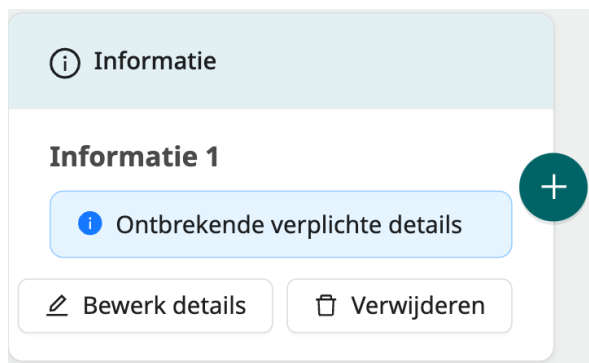 Informatie
Informatie 1
Ontbrekende verplichte details
Bewerk details
Verwijderen